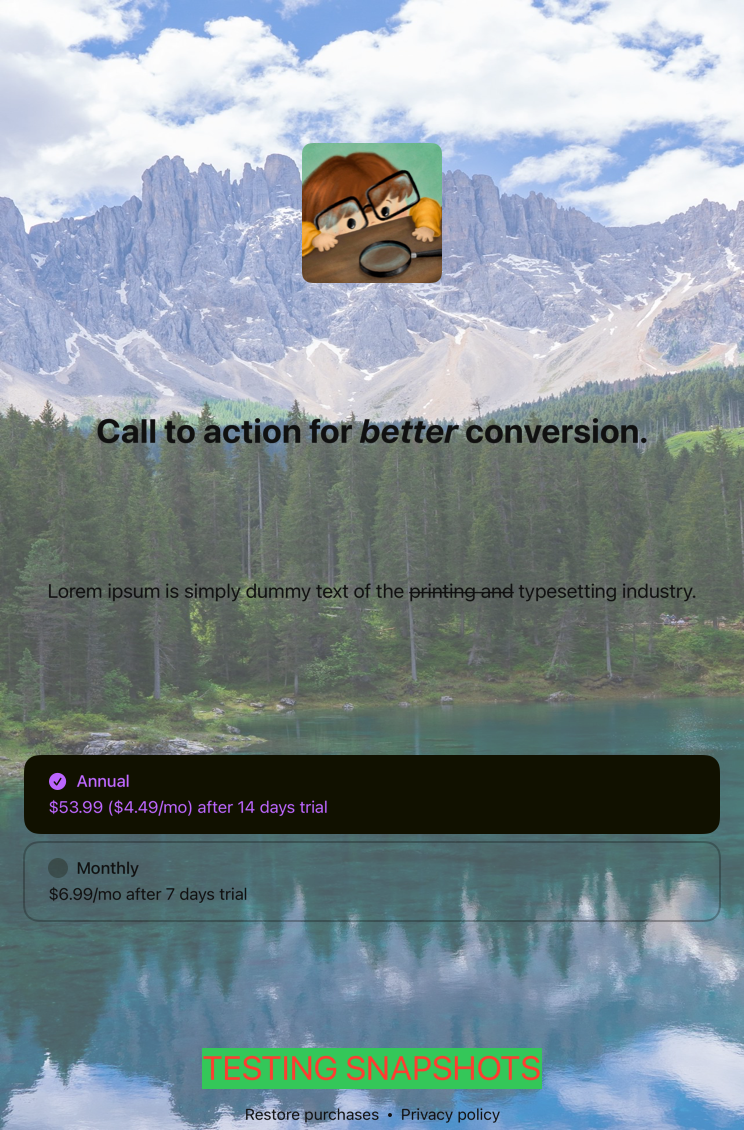 Call to action for better conversion.
Lorem ipsum is simply dummy text of the printing and typesetting industry.
Annual
$53.99 ($4.49/mo) after 14 days trial
Monthly
$6.99/mo after 7 days trial
TESTING SNAPSHOTS
Restore purchases • Privacy policy